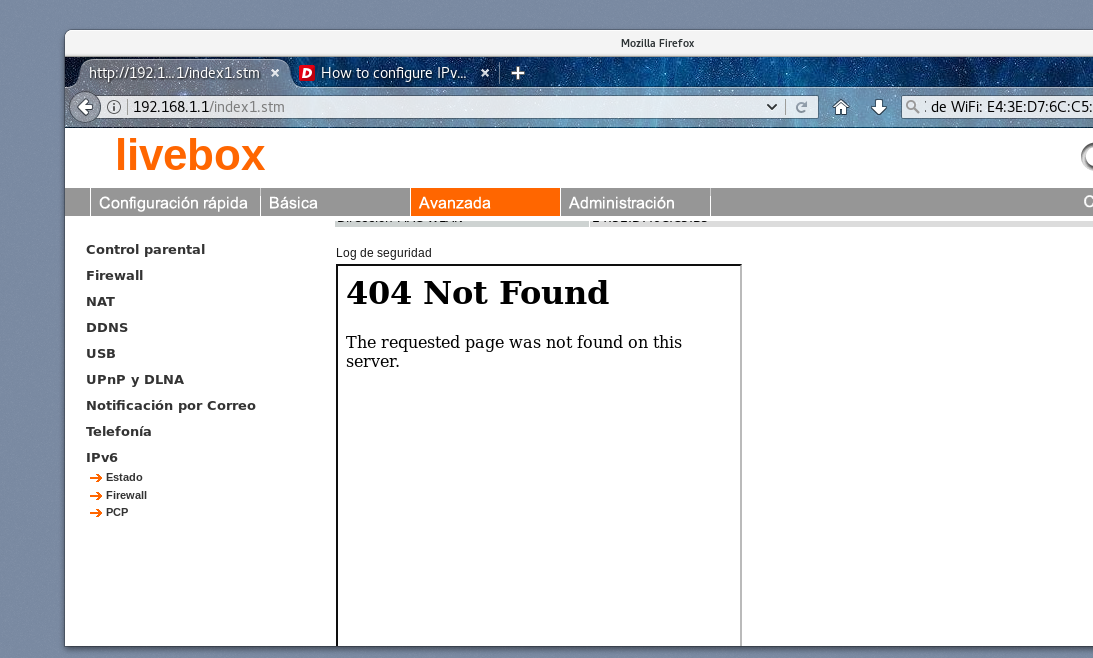 Mozilla Firefox
http://192.1...1/index1.stm
How to configure IPv...
192.168.1.1/index1.stm
de WiFi: E4:3E:D7:6C:C5:
livebox
Configuración rápida
Básica
Avanzada
Administración
Log de seguridad
404 Not Found
The requested page was not found on this
server.
Control parental
Firewall
NAT
DDNS
USB
UPnP y DLNA
Notificación por Correo
Telefonía
IPv6
Estado
Firewall
PCP